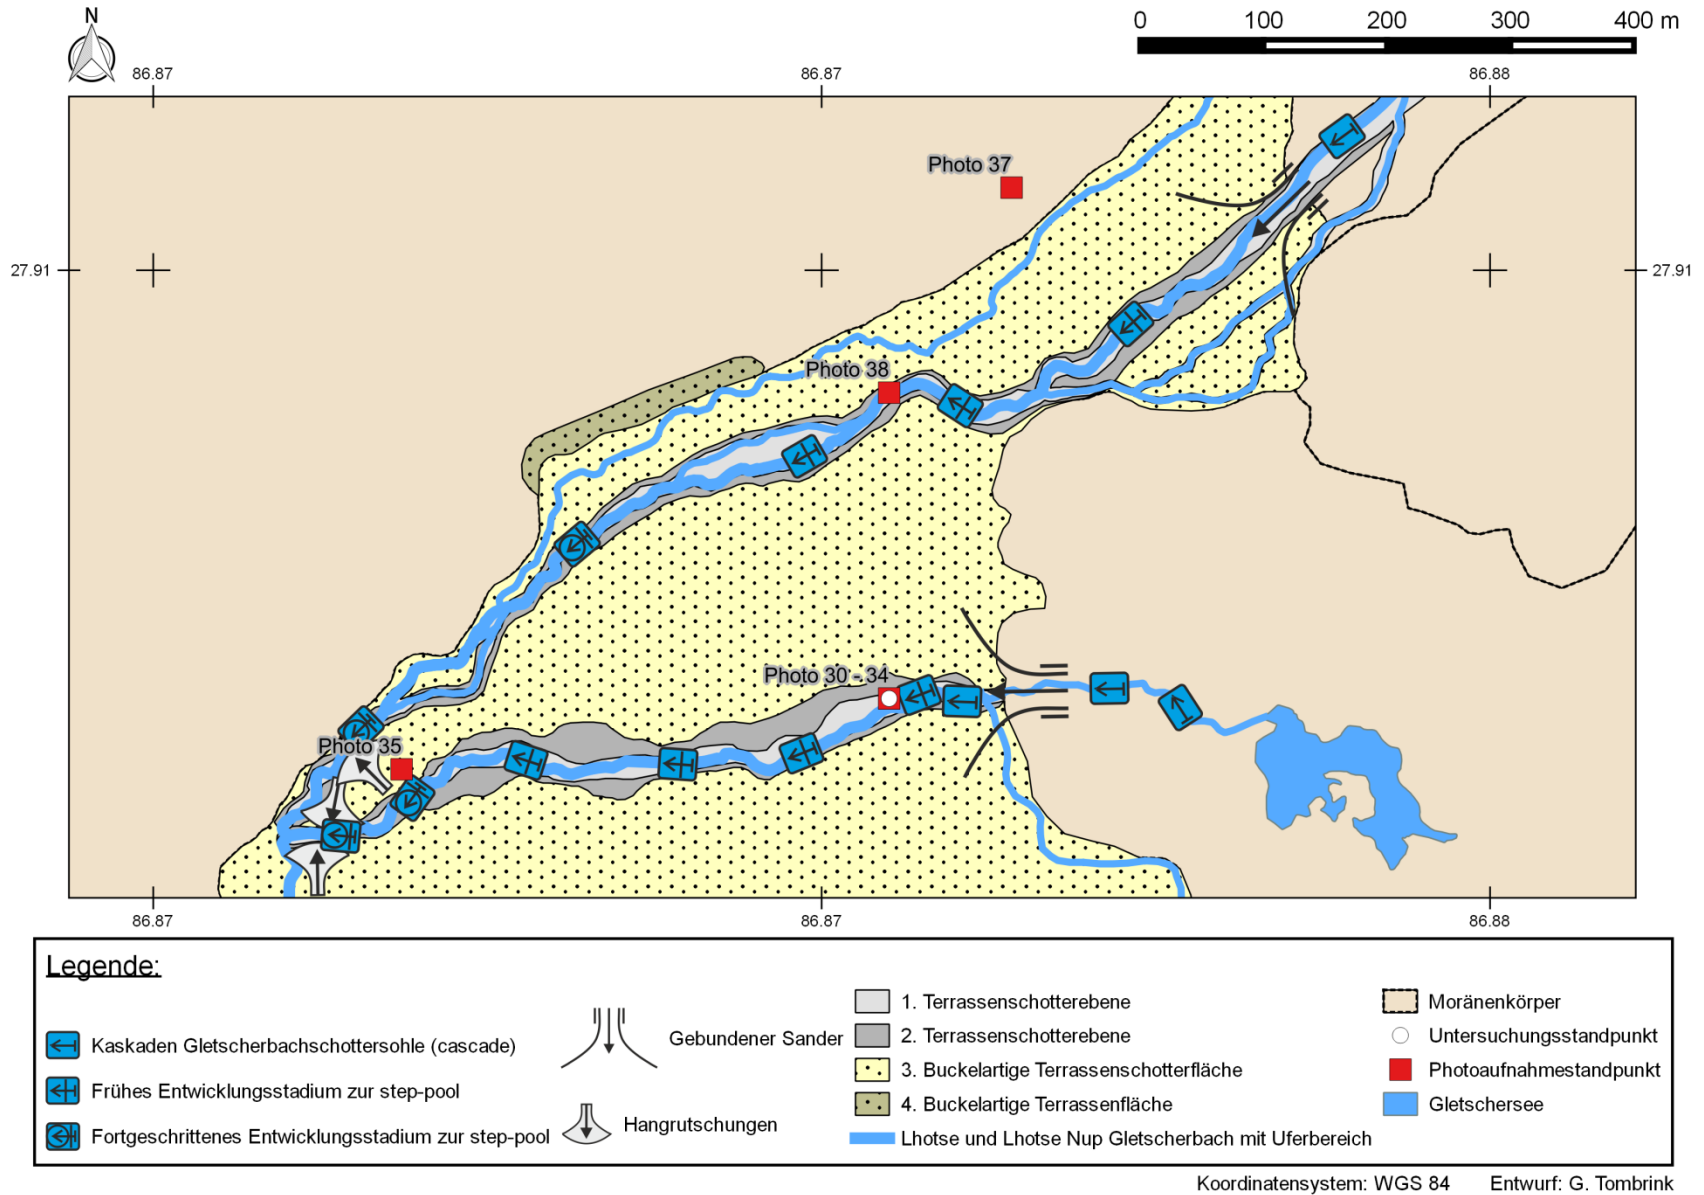 N
0 100 200 300 400 m
86.87 86.87 86.88
Photo 37
27.91 27.91
Photo 38
Photo 30 - 34
Photo 35
86.87 86.87 86.88
Legende:
Kaskaden Gletscherbachschottersohle (cascade)
Frühes Entwicklungsstadium zur step-pool
Fortgeschrittenes Entwicklungsstadium zur step-pool
Gebundener Sander
Hangrutschungen
1. Terrassenschotterebene
2. Terrassenschotterebene
3. Buckelartige Terrassenschotterfläche
4. Buckelartige Terrassenfläche
Lhotse und Lhotse Nup Gletscherbach mit Uferbereich
Moränenkörper
Untersuchungsstandpunkt
Photoaufnahmestandpunkt
Gletschersee
Koordinatensystem: WGS 84 Entwurf: G. Tombrink